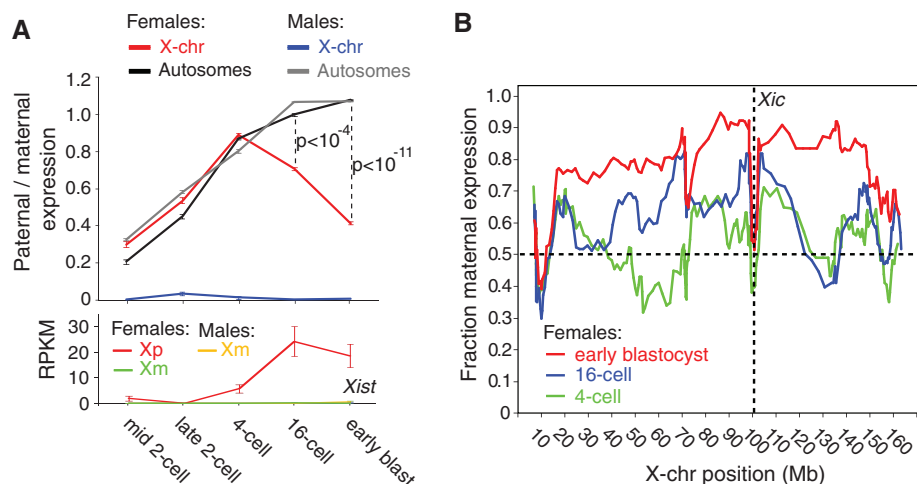 A
Females: Males:
X-chr X-chr
Autosomes Autosomes
Paternal / maternal
expression
1.2
1.0
0.8
0.6
0.4
0.2
0
p<10-4
p<10-11
RPKM
30
20
10
0
Females: Males:
Xp Xm
Xm
Xist
mid 2-cell
late 2-cell
4-cell
16-cell
early blast
B
Xic
Fraction maternal expression
1.0
0.9
0.8
0.7
0.6
0.5
0.4
0.3
0.2
0.1
0
Females:
early blastocyst
16-cell
4-cell
10 20 30 40 50 60 70 80 90 100 110 120 130 140 150 160
X-chr position (Mb)